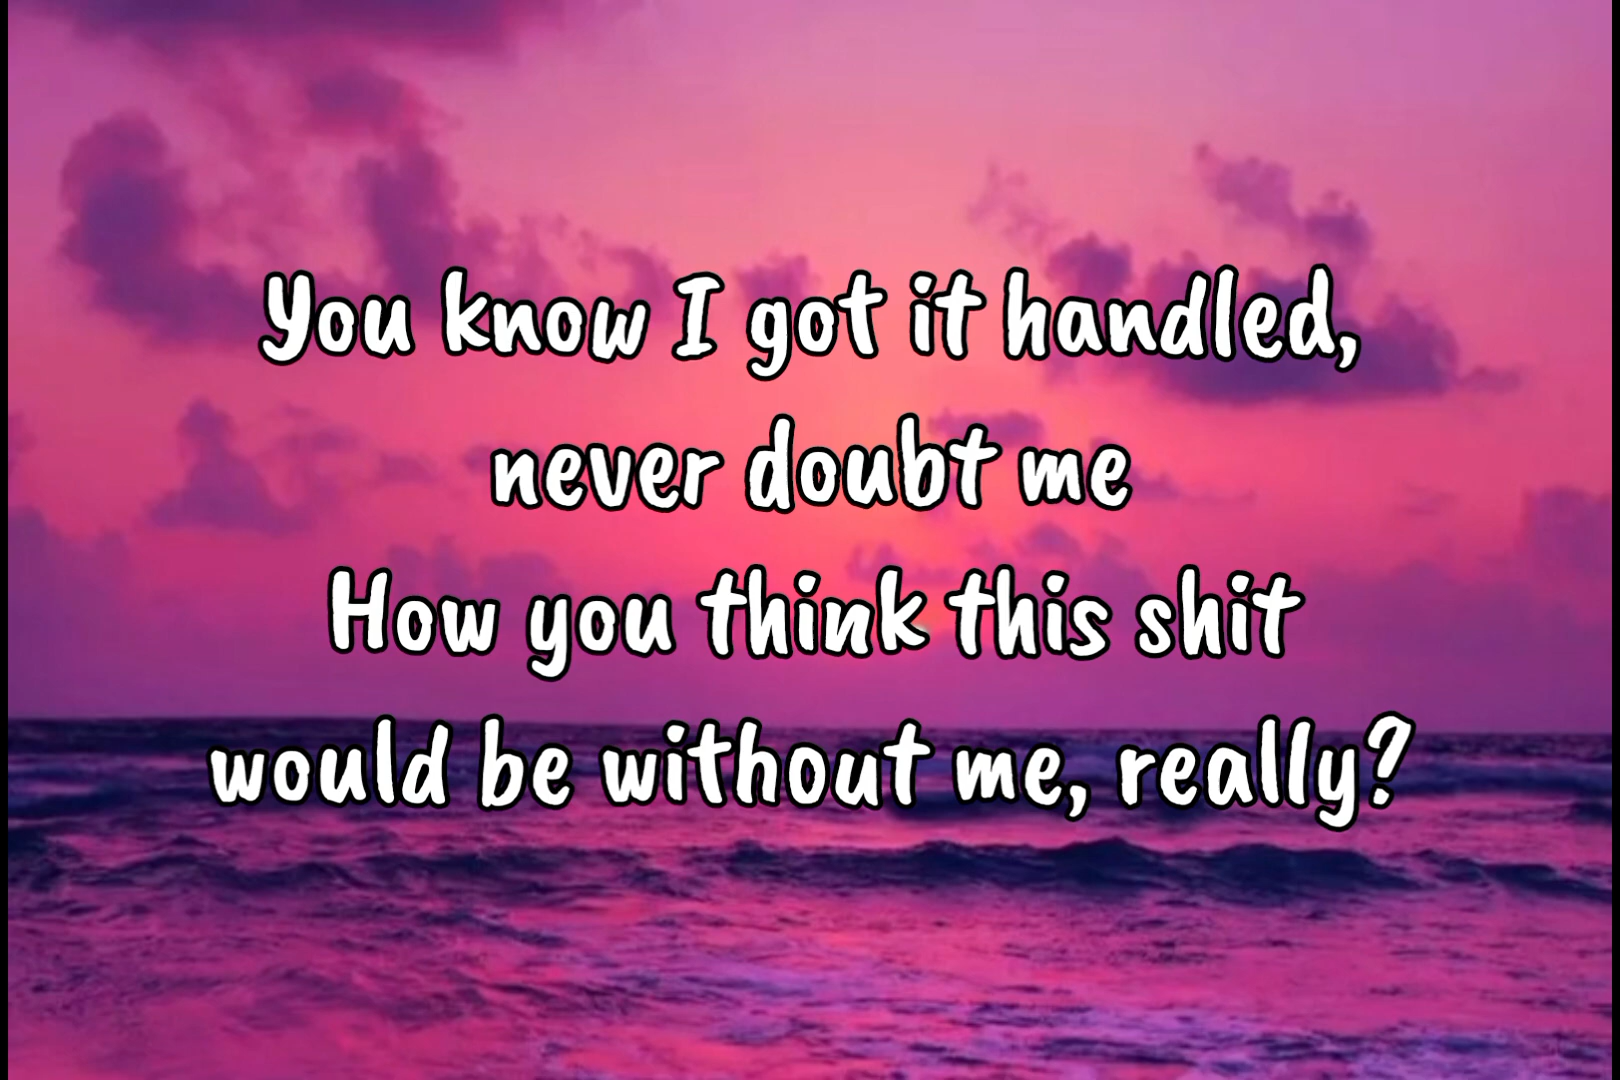 You know I got it handled,
never doubt me
How you think this shit
would be without me, really?